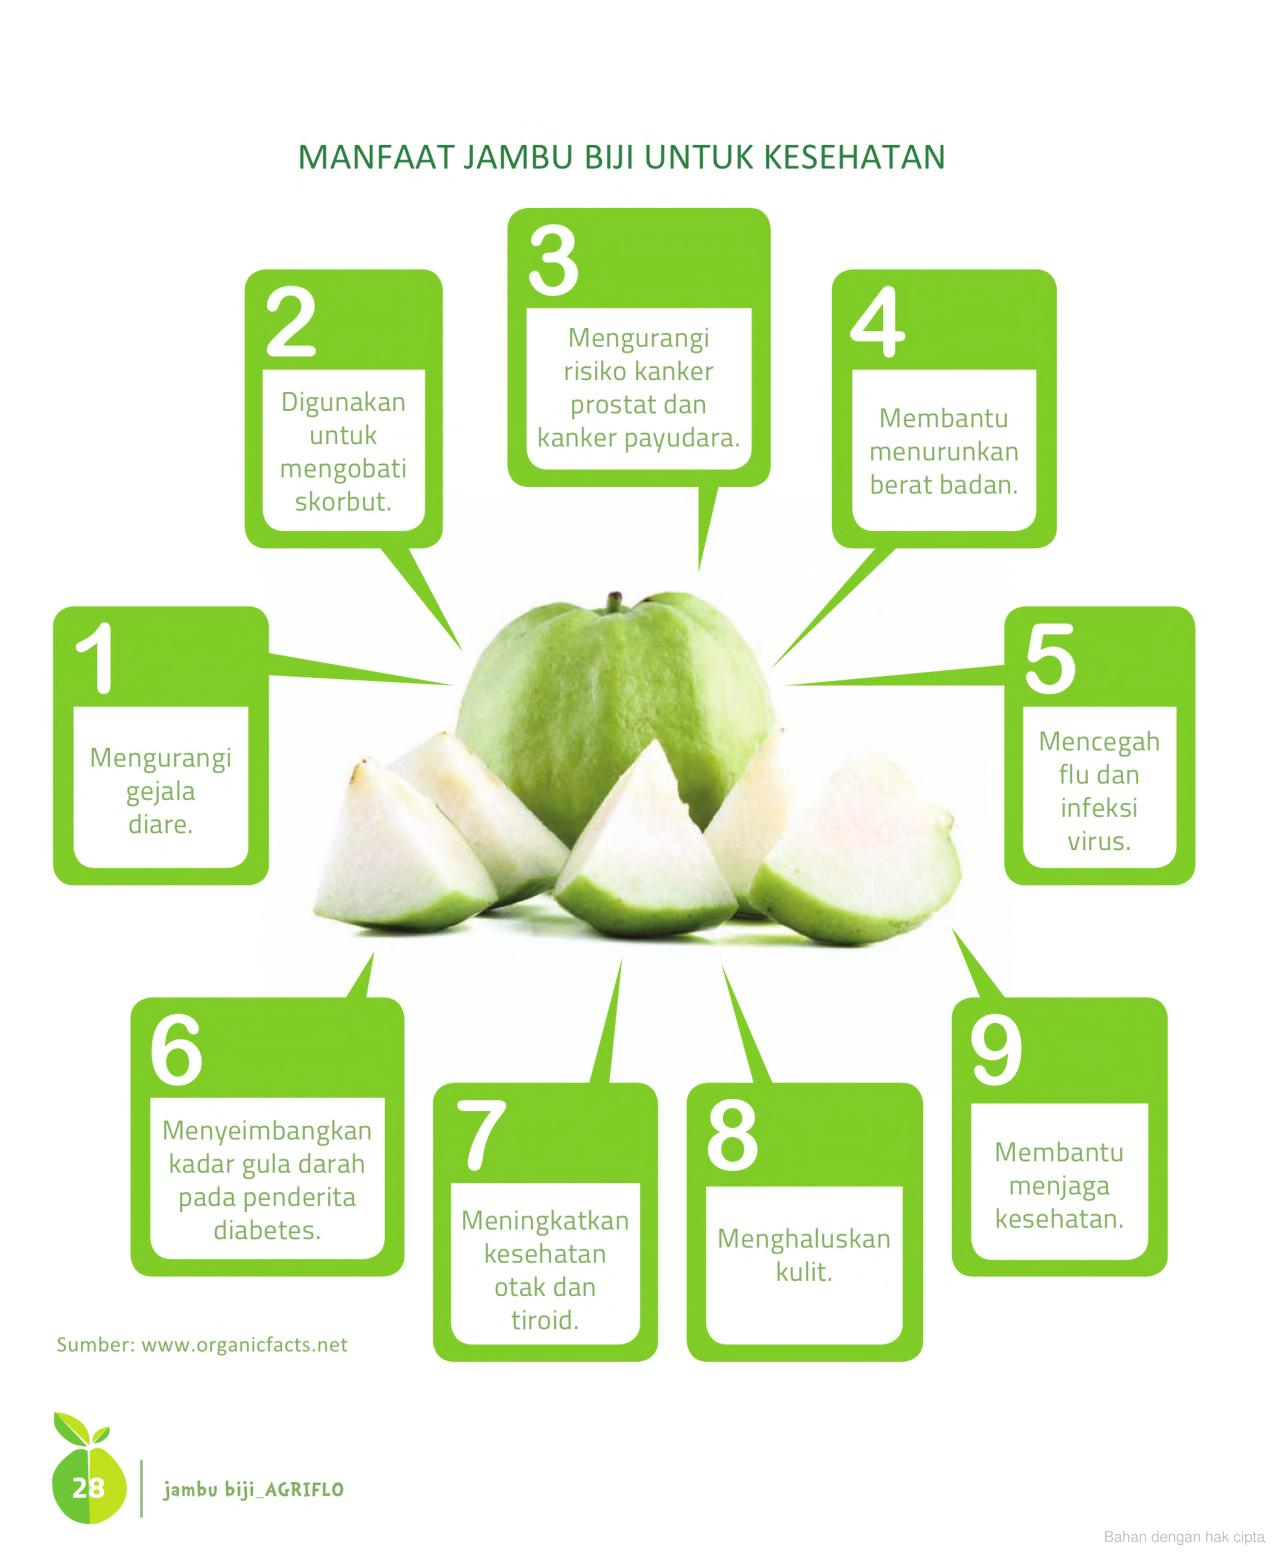 MANFAAT JAMBU BIJI UNTUK KESEHATAN
1
Mengurangi
gejala
diare.
2
Digunakan
untuk
mengobati
skorbut.
3
Mengurangi
risiko kanker
prostat dan
kanker payudara.
4
Membantu
menurunkan
berat badan.
5
Mencegah
flu dan
infeksi
virus.
6
Menyeimbangkan
kadar gula darah
pada penderita
diabetes.
7
Meningkatkan
kesehatan
otak dan
tiroid.
8
Menghaluskan
kulit.
9
Membantu
menjaga
kesehatan.
Sumber: www.organicfacts.net
28
jambu biji_AGRIFLO
Bahan dengan hak cipta